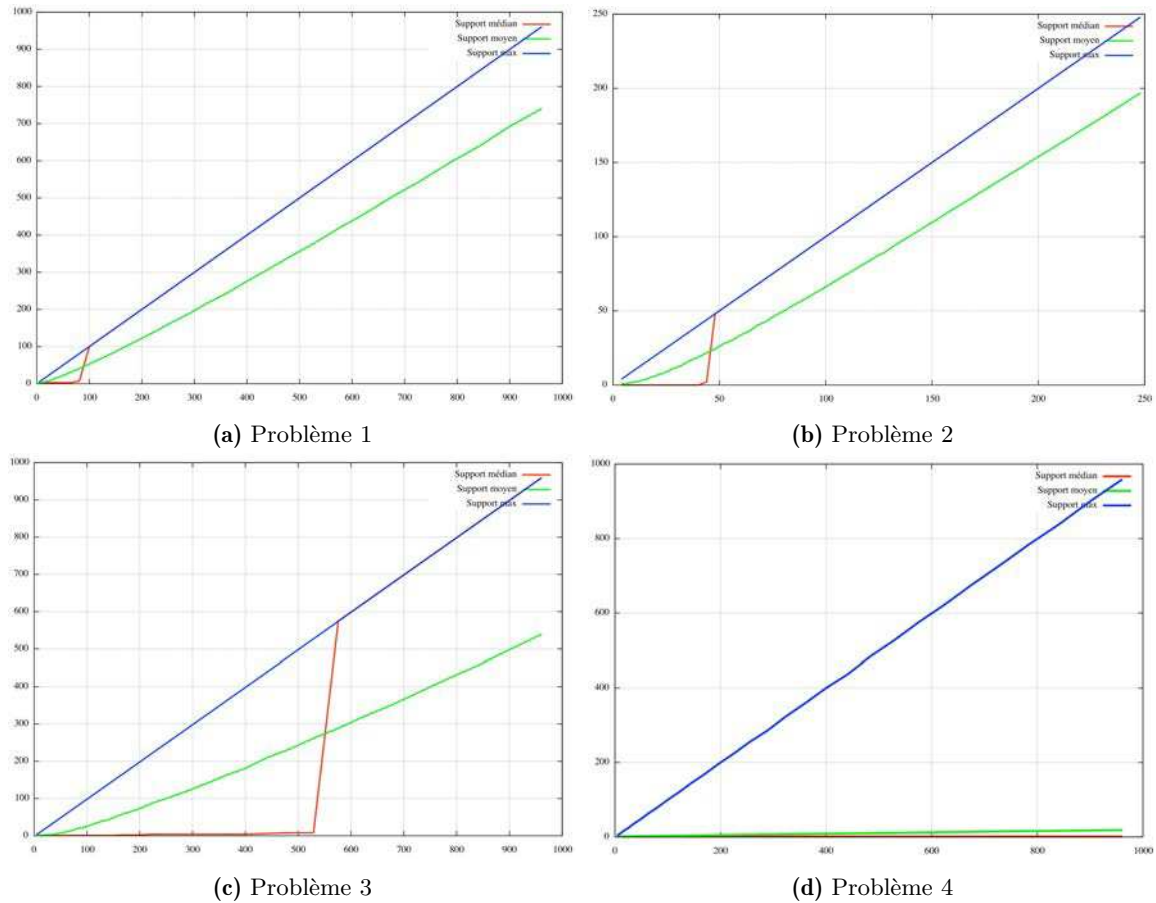 1000
900
800
700
600
500
400
300
200
100
0
0 100 200 300 400 500 600 700 800 900 1000
Support médian
Support moyen
Support max
(a) Problème 1
250
200
150
100
50
0
0 50 100 150 200 250
Support médian
Support moyen
Support max
(b) Problème 2
1000
900
800
700
600
500
400
300
200
100
0
0 100 200 300 400 500 600 700 800 900 1000
Support médian
Support moyen
Support max
(c) Problème 3
1000
800
600
400
200
0
0 200 400 600 800 1000
Support médian
Support moyen
Support max
(d) Problème 4